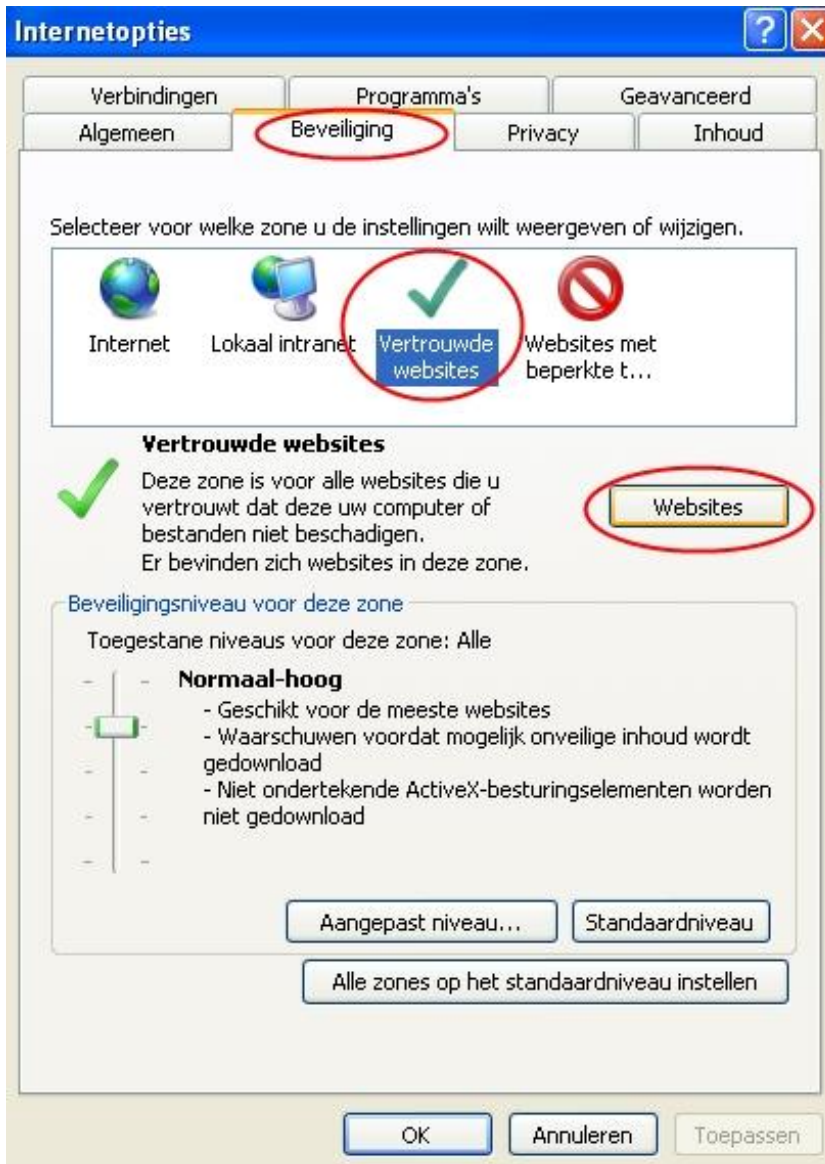 Internetopties
Verbindingen Programma's Geavanceerd
Algemeen Beveiliging Privacy Inhoud
Selecteer voor welke zone u de instellingen wilt weergeven of wijzigen.
Internet Lokaal intranet Vertrouwde websites Websites met beperkte t...
Vertrouwde websites
Deze zone is voor alle websites die u
vertrouwt dat deze uw computer of
bestanden niet beschadigen.
Er bevinden zich websites in deze zone.
Websites
Beveiligingsniveau voor deze zone
Toegestane niveaus voor deze zone: Alle
Normaal-hoog
- Geschikt voor de meeste websites
- Waarschuwen voordat mogelijk onveilige inhoud wordt
gedownload
- Niet ondertekende ActiveX-besturingselementen worden
niet gedownload
Aangepast niveau... Standaardniveau
Alle zones op het standaardniveau instellen
OK Annuleren Toepassen